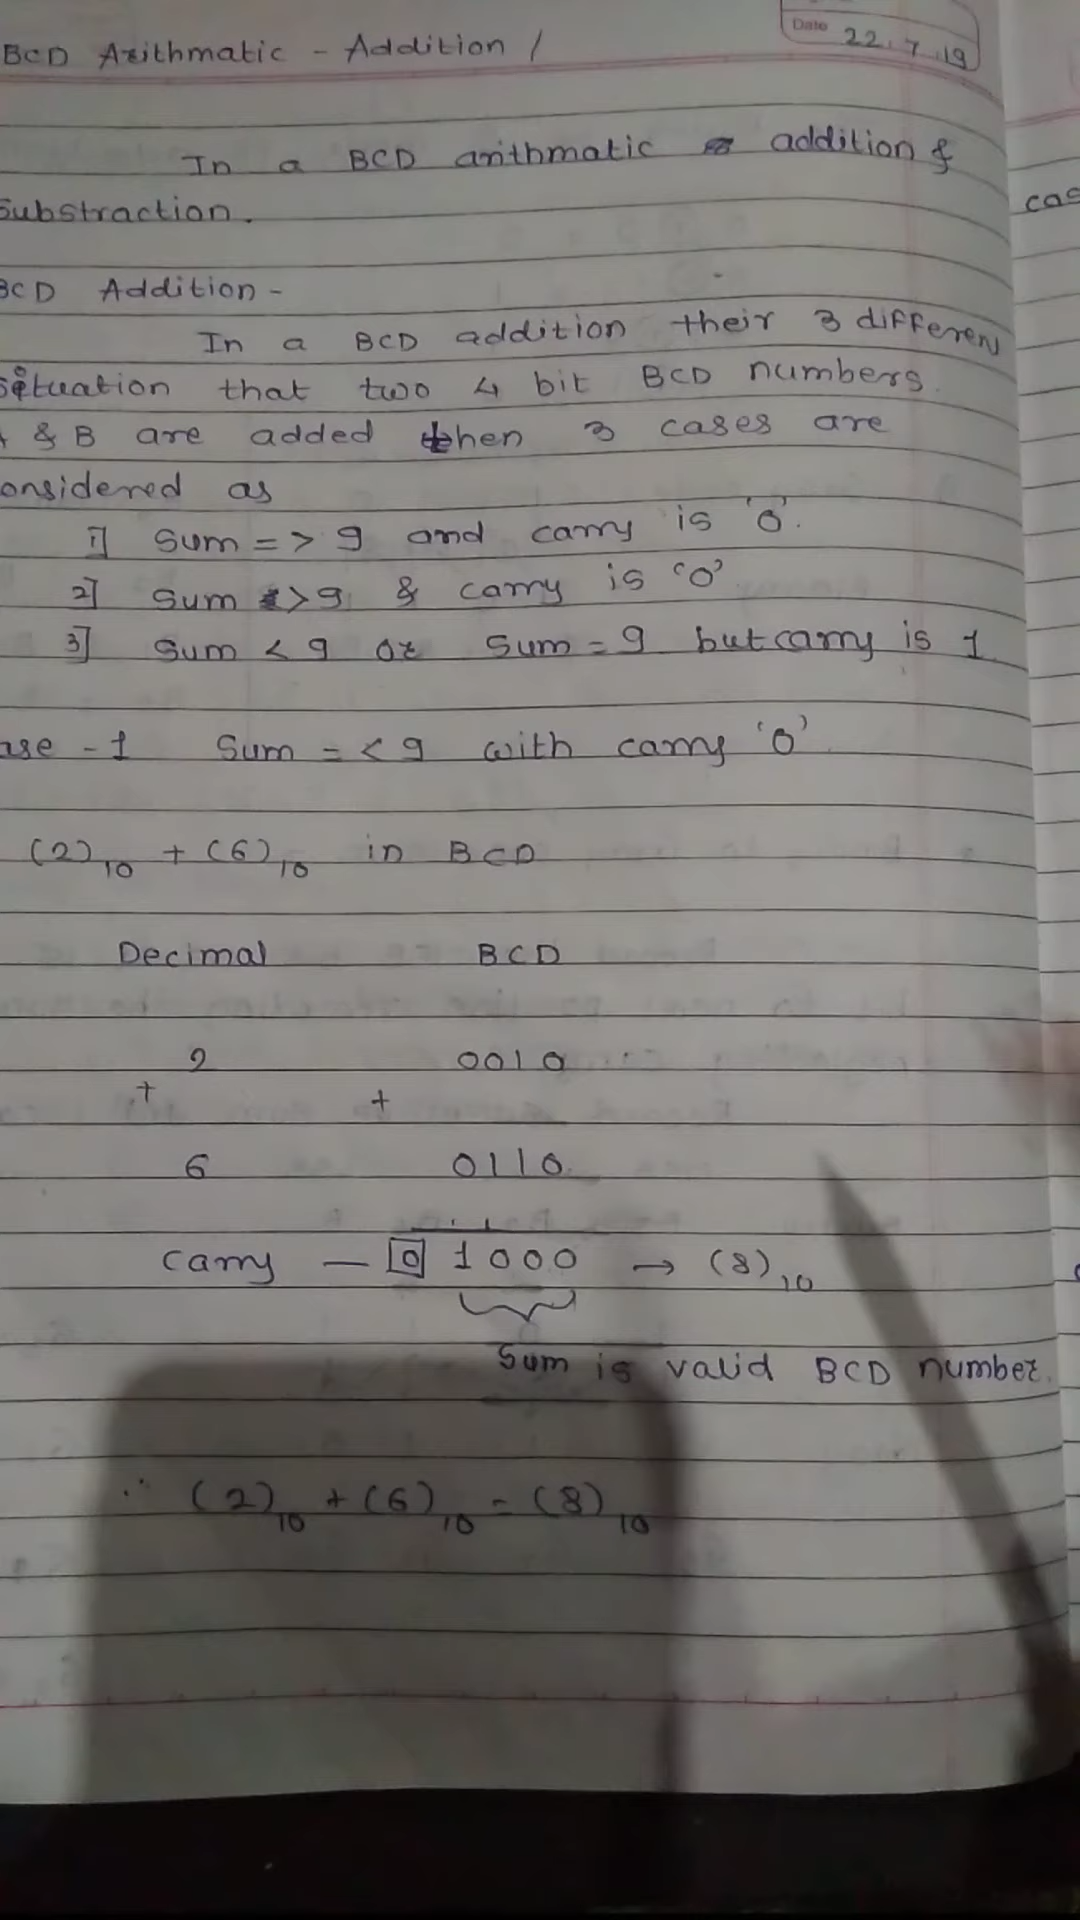 BCD Arithmatic - Addition /
Date 22.7.19
In a BCD arithmatic addition &
Substraction.
cas
BCD Addition -
In a BCD addition their 3 differen
situation that two 4 bit BCD numbers.
& B are added then 3 cases are
onsidered as
1] Sum = > 9 and carry is '0'.
2] Sum > 9 & carry is '0'
3] Sum < 9 or Sum = 9 but carry is 1
ase - 1 Sum = < 9 with carry '0'
(2)10 + (6)10 in BCD
Decimal BCD
2 0010
+ +
6 0110
Carry — 0 1000 → (8)10
Sum is valid BCD number.
∴ (2)10 + (6)10 = (8)10